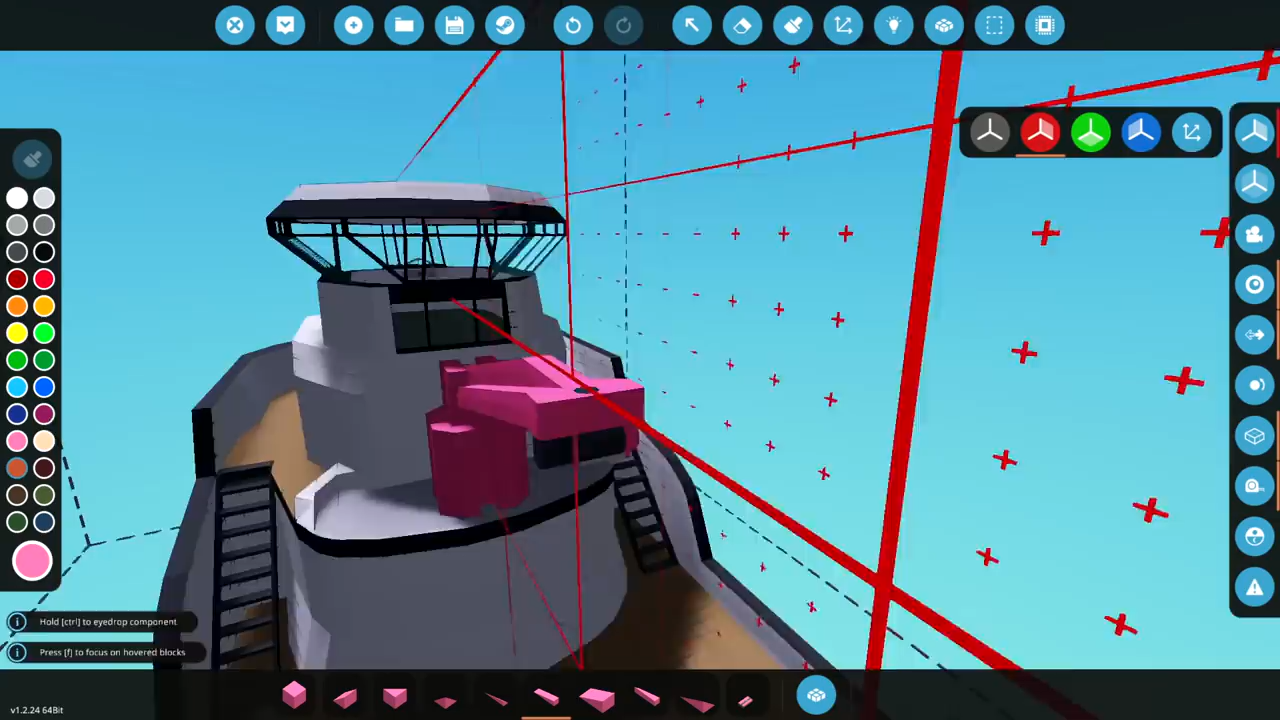 Hold [ctrl] to eyedrop component
Press [f] to focus on hovered blocks
v1.2.24 64Bit